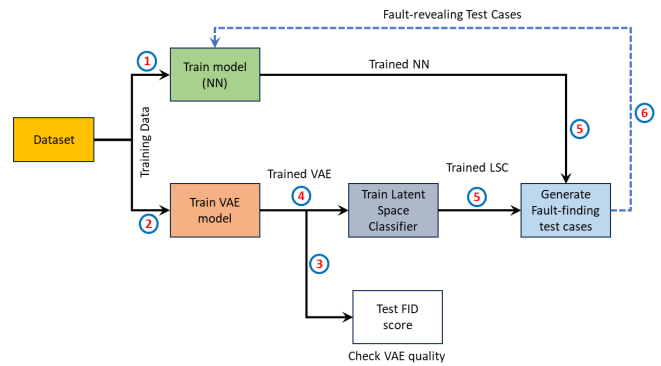 Fault-revealing Test Cases
1
Train model
(NN)
Trained NN
6
5
Dataset
Training Data
Trained VAE
Trained LSC
2
Train VAE
model
4
Train Latent
Space
Classifier
5
Generate
Fault-finding
test cases
3
Test FID
score
Check VAE quality